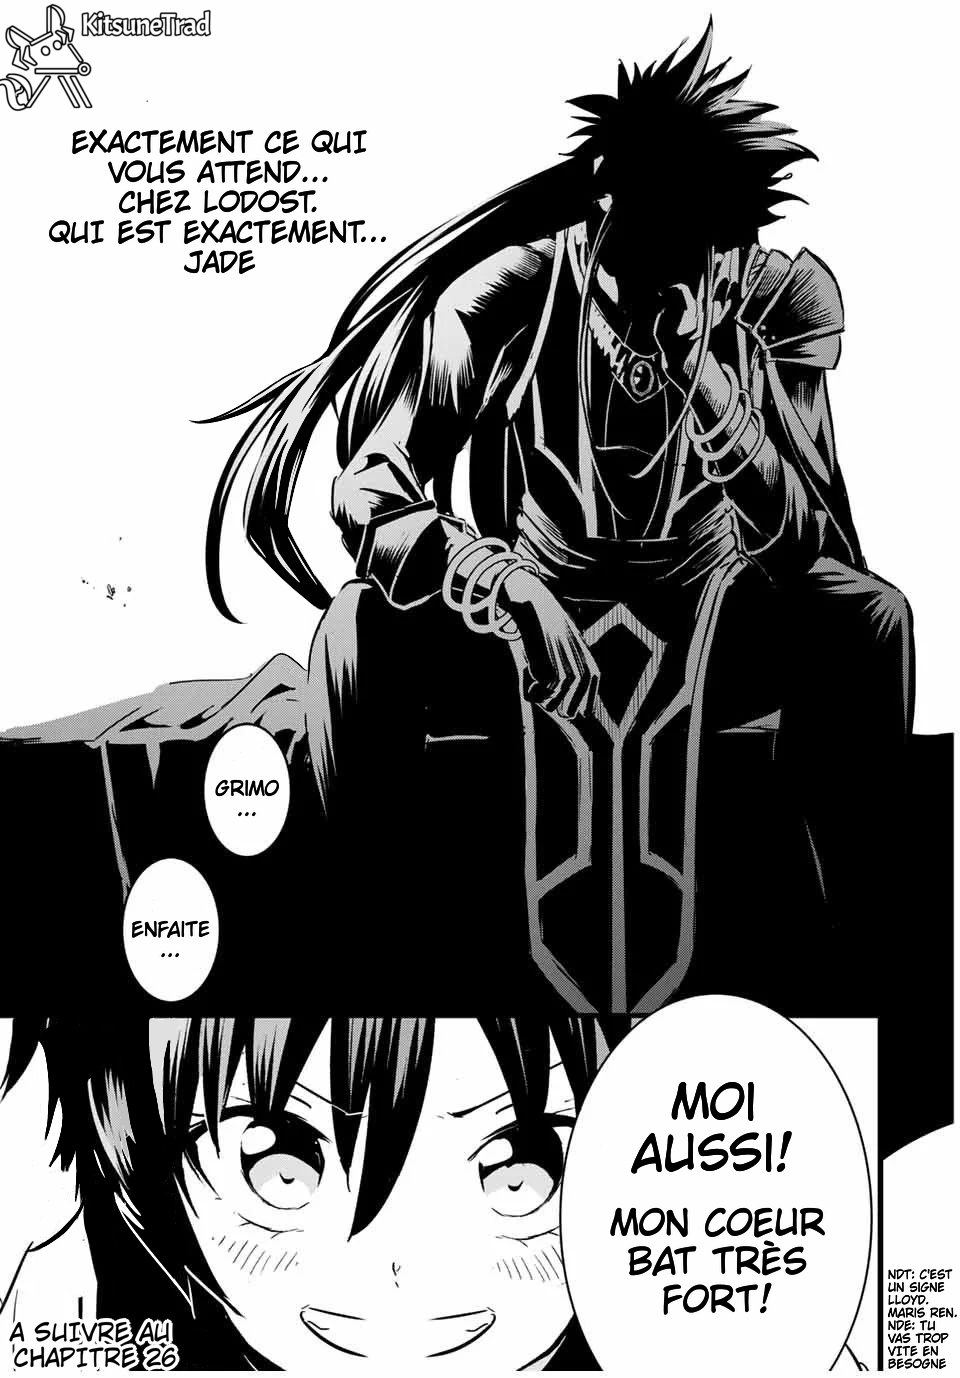 KitsuneTrad
EXACTEMENT CE QUI
VOUS ATTEND...
CHEZ LODOST.
QUI EST EXACTEMENT...
JADE
GRIMO
...
ENFAITE
...
MOI
AUSSI!
MON COEUR
BAT TRÈS
FORT!
NDT: C'EST
UN SIGNE
LLOYD.
MARIS REN.
NDE: TU
VAS TROP
VITE EN
BESOGNE
A SUIVRE AU
CHAPITRE 26